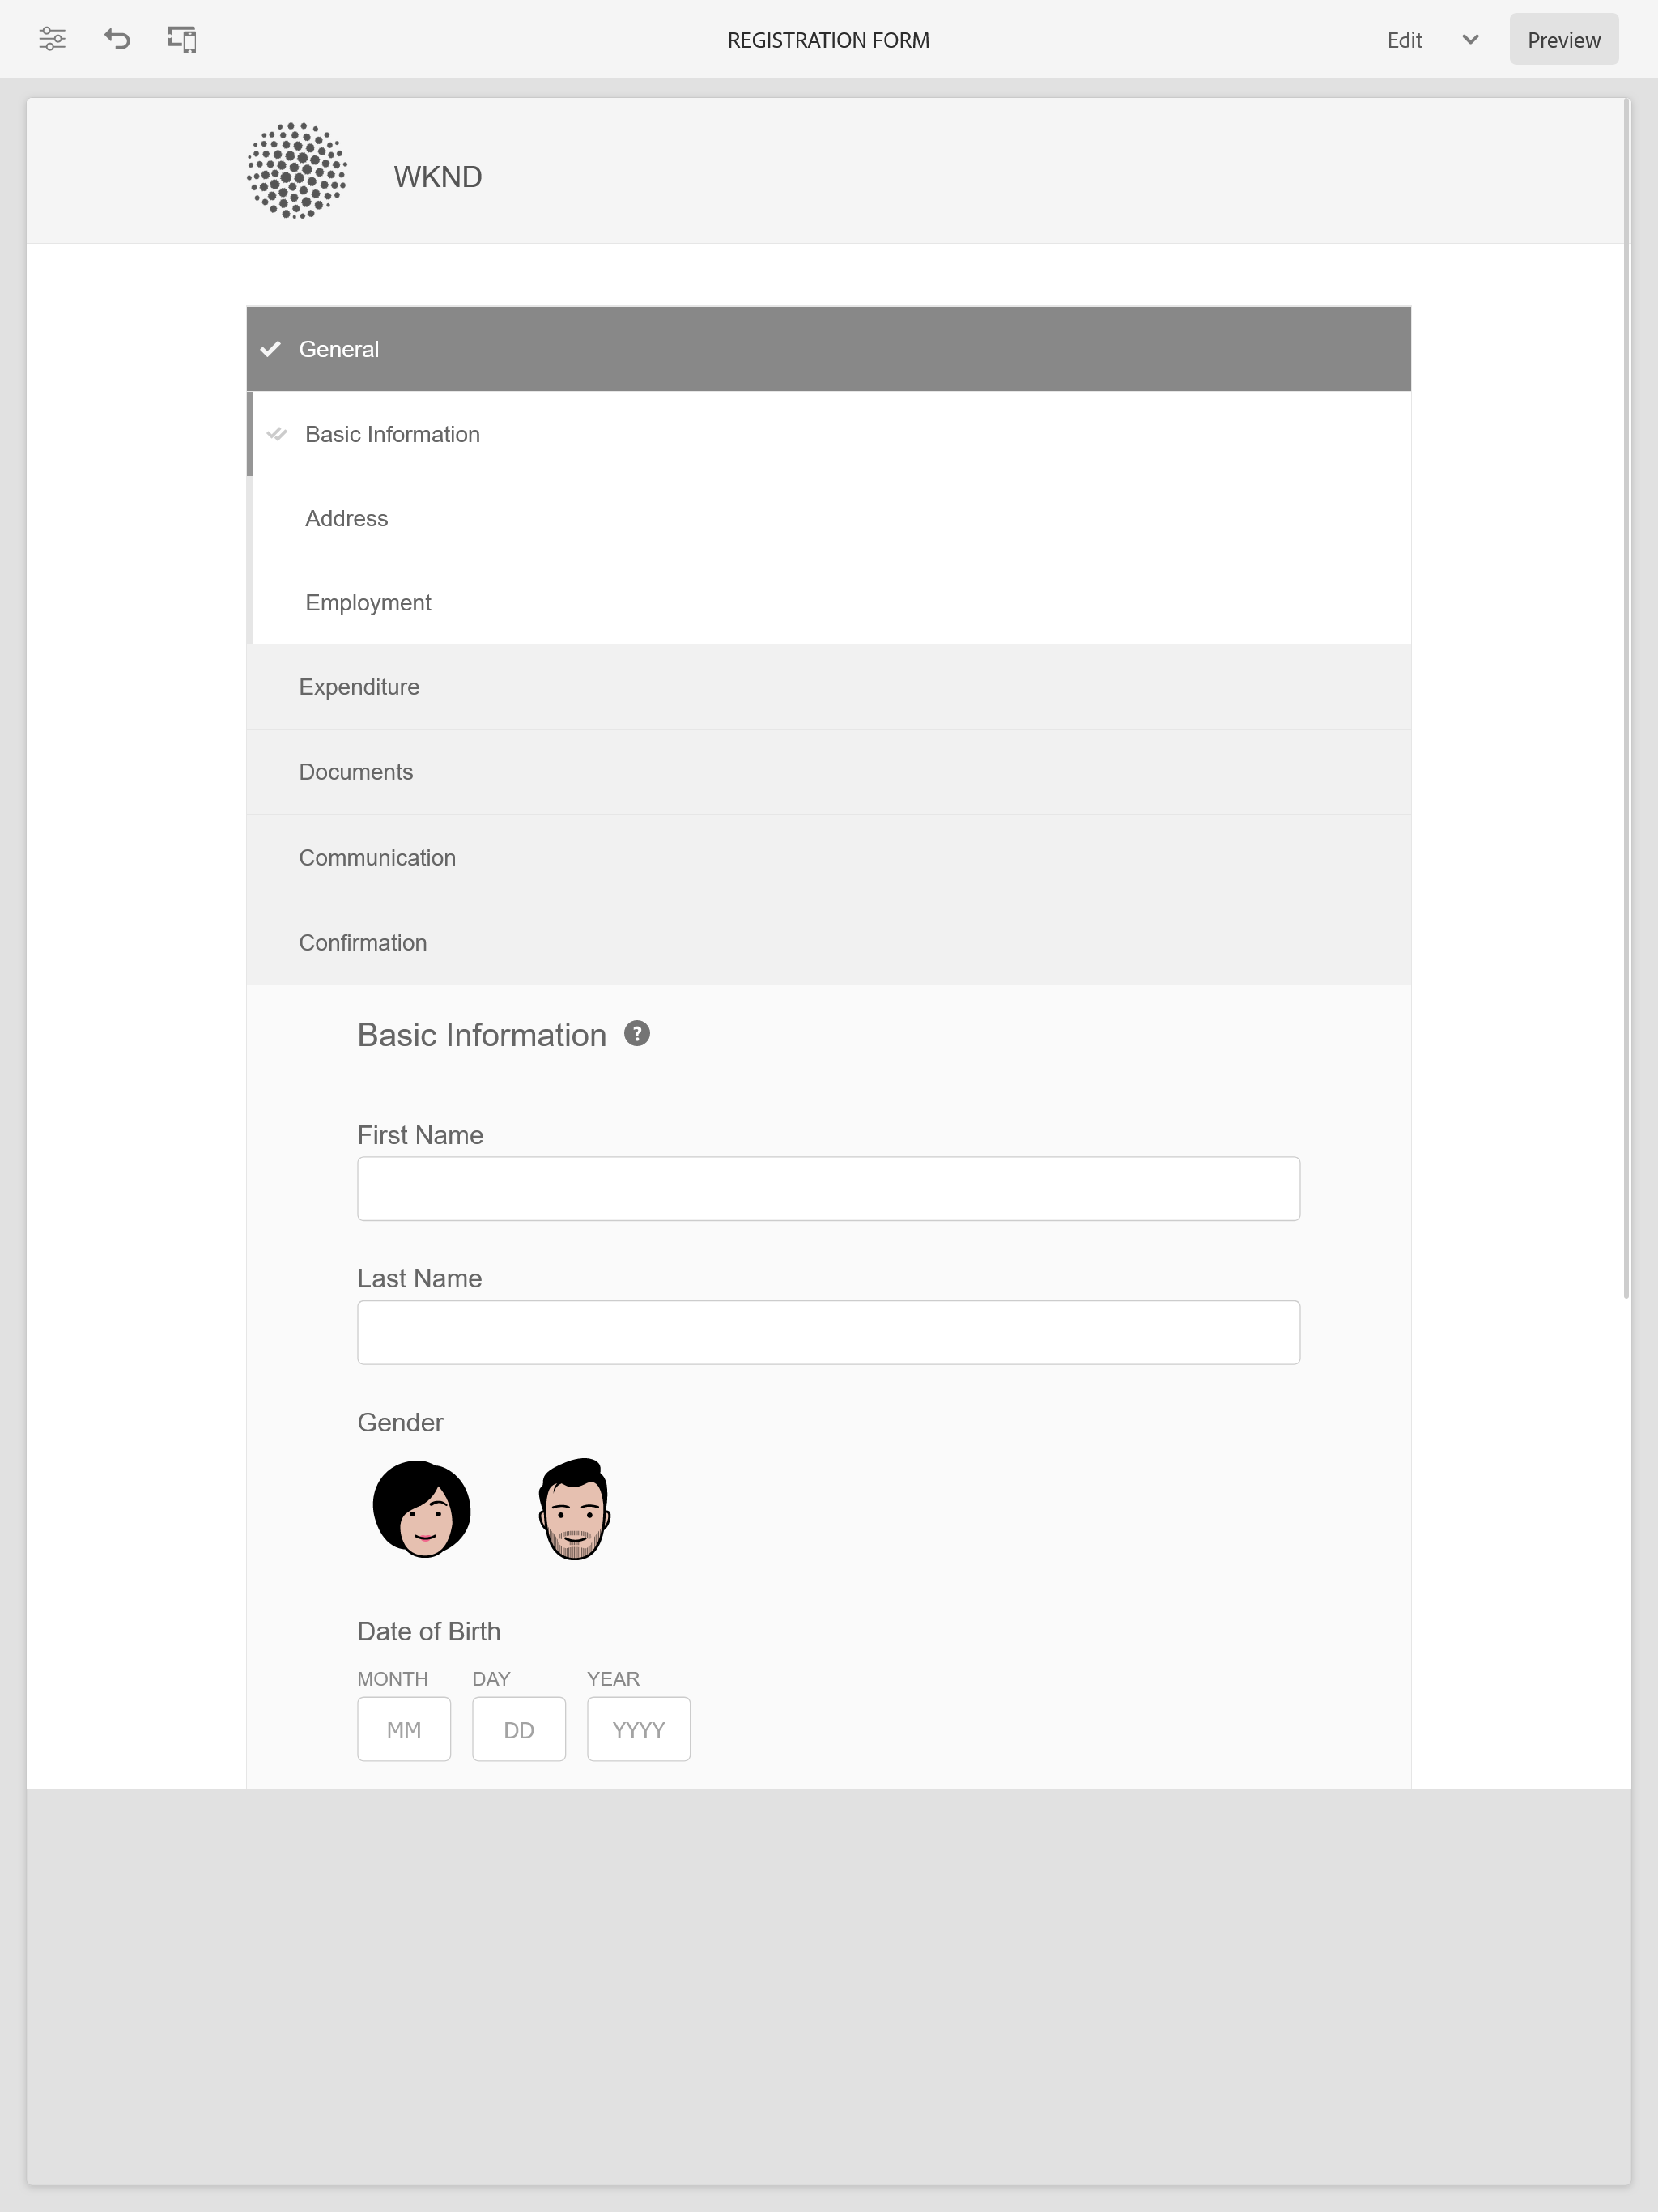 REGISTRATION FORM
Edit
Preview
WKND
General
Basic Information
Address
Employment
Expenditure
Documents
Communication
Confirmation
Basic Information ?
First Name
Last Name
Gender
Date of Birth
MONTH DAY YEAR
MM DD YYYY